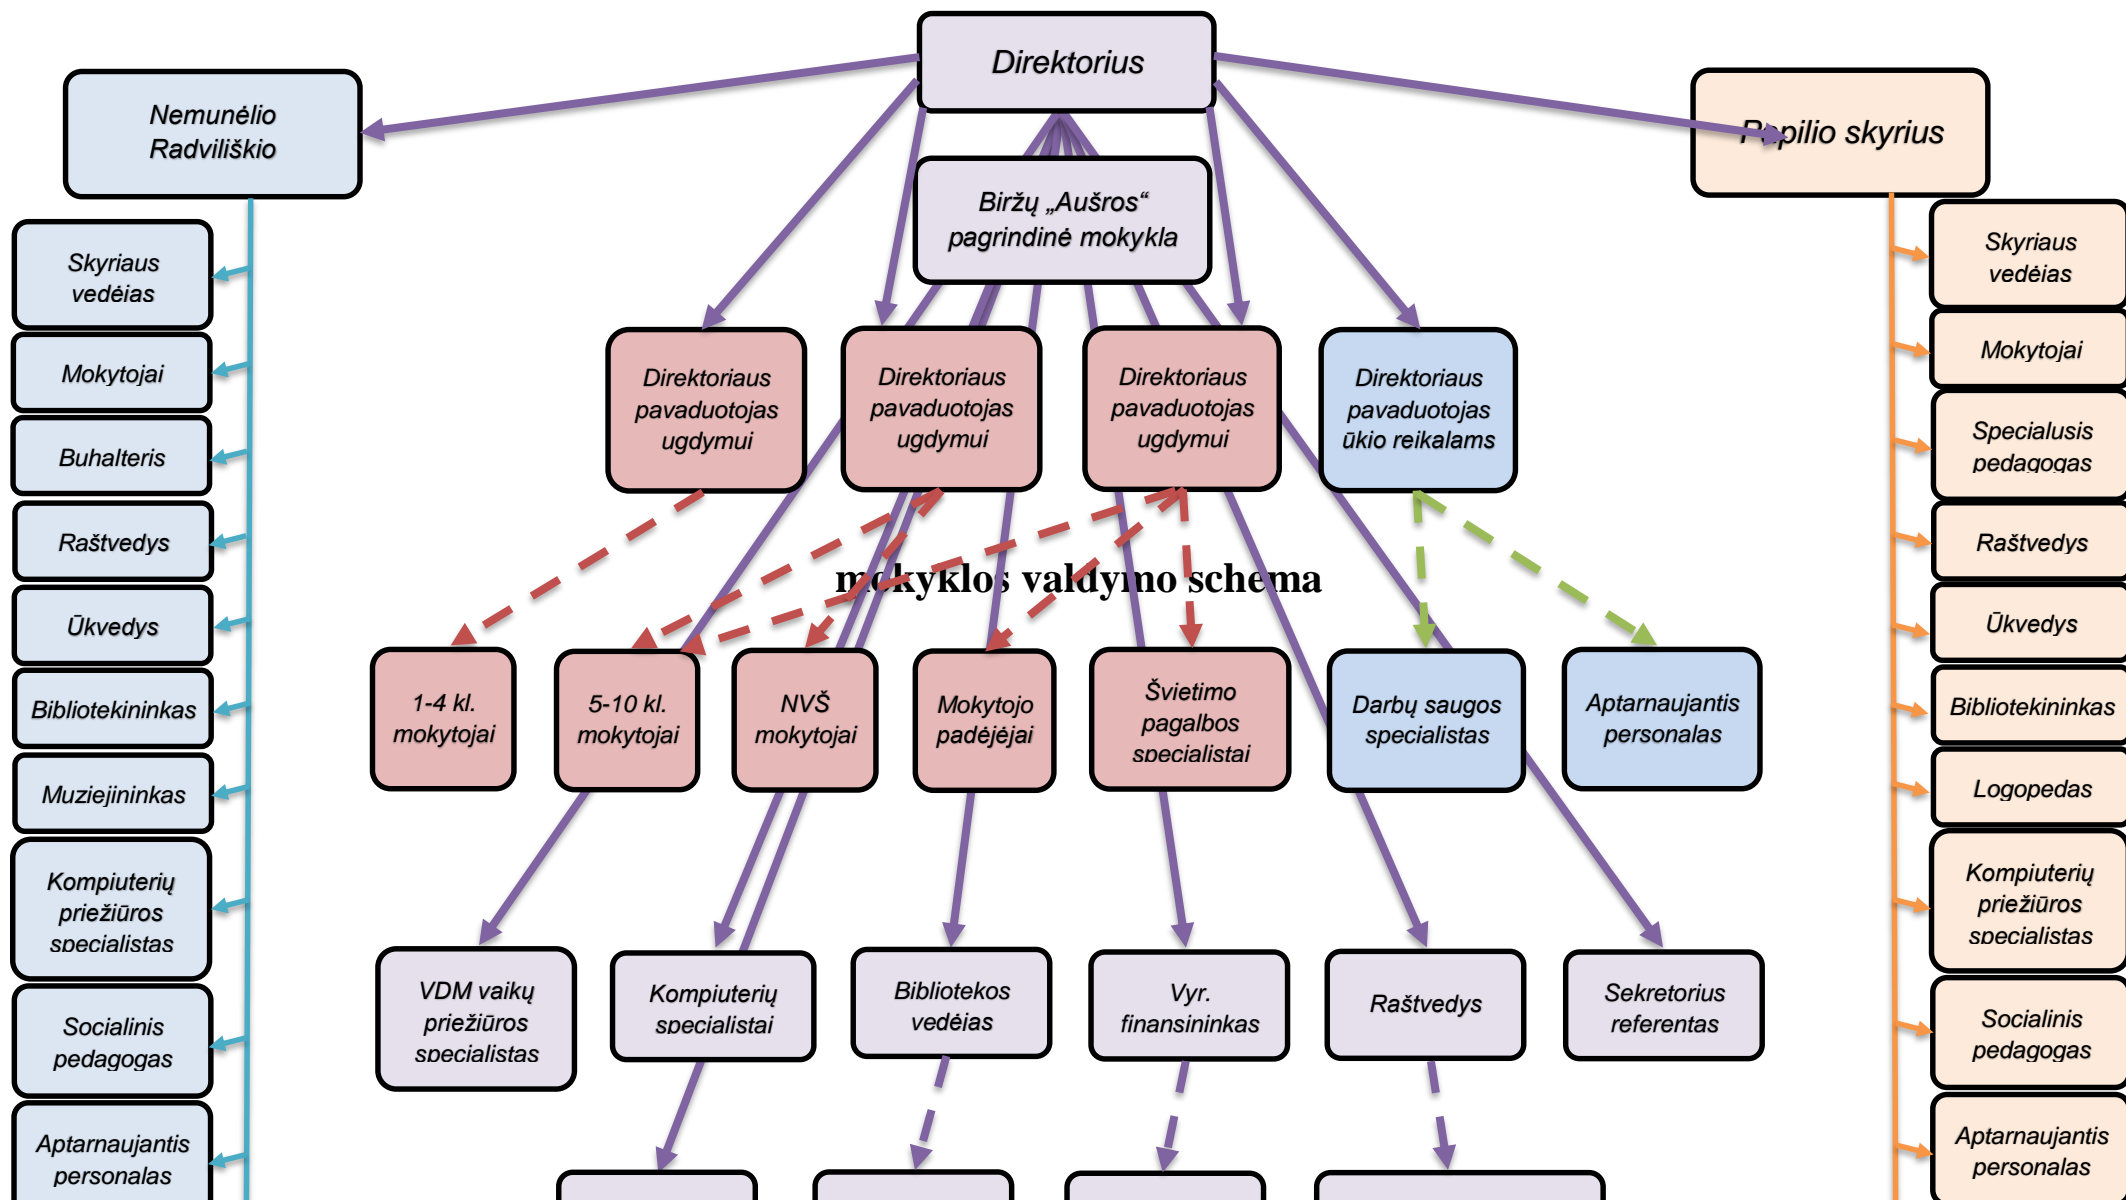 Direktorius
Nemunėlio
Radviliškio
Papilio skyrius
Biržų „Aušros“
pagrindinė mokykla
Skyriaus
vedėjas
Mokytojai
Buhalteris
Raštvedys
Ūkvedys
Bibliotekininkas
Muziejininkas
Kompiuterių
priežiūros
specialistas
Socialinis
pedagogas
Aptarnaujantis
personalas
Direktoriaus
pavaduotojas
ugdymui
Direktoriaus
pavaduotojas
ugdymui
Direktoriaus
pavaduotojas
ugdymui
Direktoriaus
pavaduotojas
ūkio reikalams
mokyklos valdymo schema
1-4 kl.
mokytojai
5-10 kl.
mokytojai
NVŠ
mokytojai
Mokytojo
padėjėjai
Švietimo
pagalbos
specialistai
Darbų saugos
specialistas
Aptarnaujantis
personalas
VDM vaikų
priežiūros
specialistas
Kompiuterių
specialistai
Bibliotekos
vedėjas
Vyr.
finansininkas
Raštvedys
Sekretorius
referentas
Skyriaus
vedėjas
Mokytojai
Specialusis
pedagogas
Raštvedys
Ūkvedys
Bibliotekininkas
Logopedas
Kompiuterių
priežiūros
specialistas
Socialinis
pedagogas
Aptarnaujantis
personalas